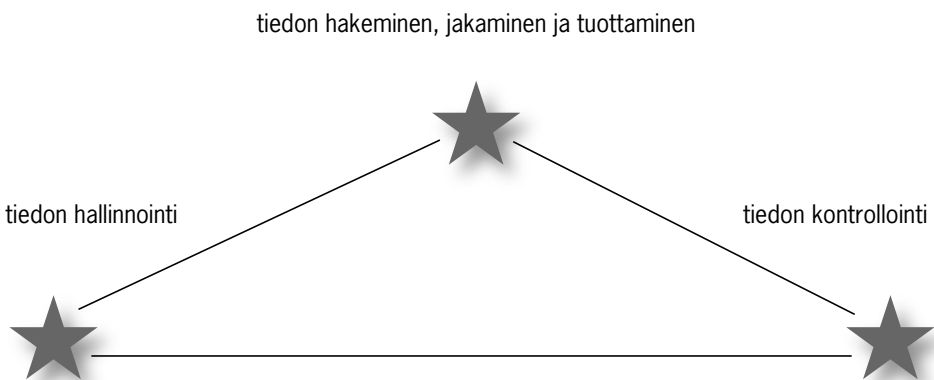 tiedon hakeminen, jakaminen ja tuottaminen
tiedon hallinnointi
tiedon kontrollointi